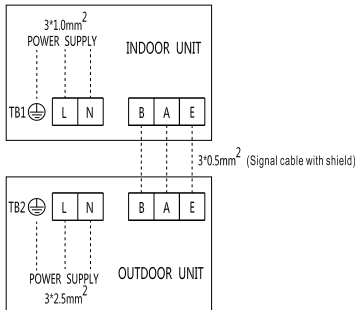 3*1.0mm²
POWER SUPPLY
INDOOR UNIT
TB1 L N B A E
3*0.5mm² (Signal cable with shield)
TB2 L N B A E
POWER SUPPLY
3*2.5mm²
OUTDOOR UNIT